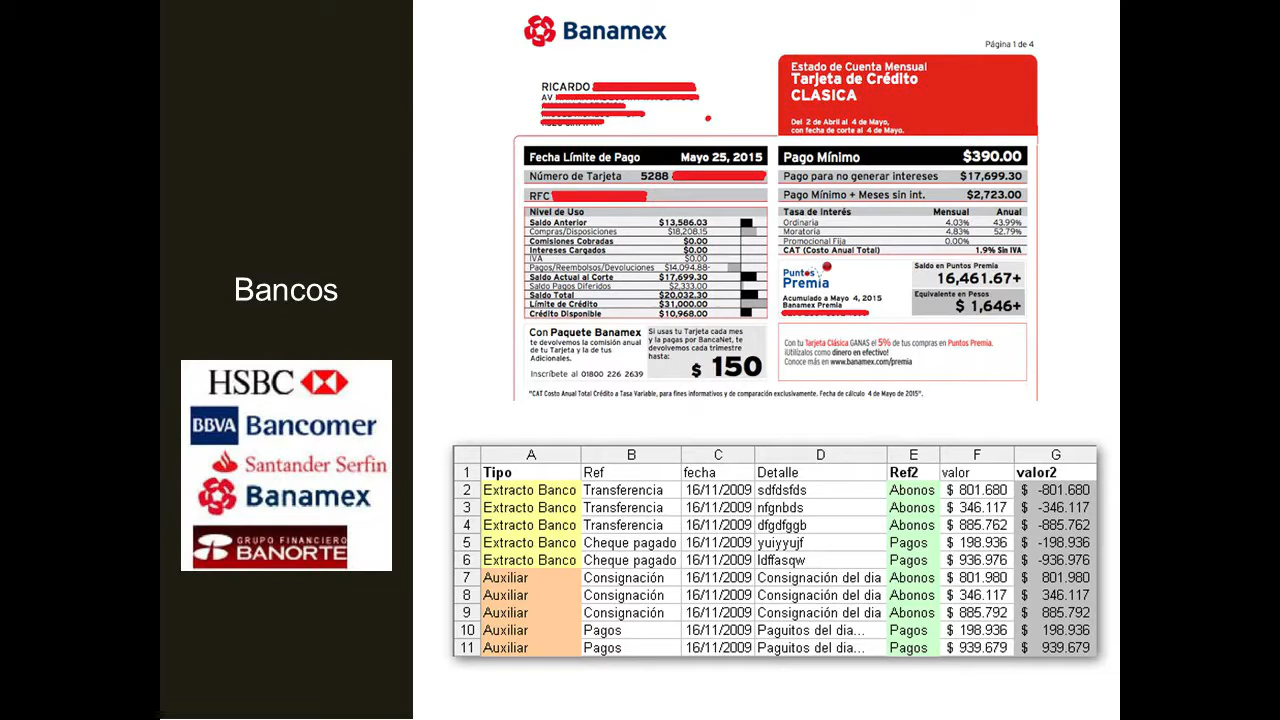 Bancos
HSBC
BBVA Bancomer
Santander Serfin
Banamex
GRUPO FINANCIERO
BANORTE
Banamex
Página 1 de 4
RICARDO
AV
Estado de Cuenta Mensual
Tarjeta de Crédito
CLASICA
Del 2 de Abril al 4 de Mayo,
con fecha de corte al 4 de Mayo.
Fecha Límite de Pago Mayo 25, 2015
Número de Tarjeta 5288
RFC
Nivel de Uso
Saldo Anterior $13,586.03
Compras/Disposiciones $18,208.15
Comisiones Cobradas $0.00
Intereses Cargados $0.00
IVA $0.00
Pagos/Reembolsos/Devoluciones $14,094.88-
Saldo Actual al Corte $17,699.30
Saldo Pagos Diferidos $2,333.00
Saldo Total $20,032.30
Límite de Crédito $31,000.00
Crédito Disponible $10,968.00
Pago Mínimo $390.00
Pago para no generar intereses $17,699.30
Pago Mínimo + Meses sin int. $2,723.00
Tasa de Interés Mensual Anual
Ordinaria 4.03% 43.99%
Moratoria 4.83% 52.79%
Promocional Fija 0.00%
CAT (Costo Anual Total) 1.9% Sin IVA
Puntos
Premia
Acumulado a Mayo 4, 2015
Banamex Premia
Saldo en Puntos Premia
16,461.67+
Equivalente en Pesos
$ 1,646+
Con Paquete Banamex
te devolvemos la comisión anual
de tu Tarjeta y la de tus
Adicionales.
Inscríbete al 01800 226 2639
Si usas tu Tarjeta cada mes
y la pagas por BancaNet, te
devolvemos cada trimestre
hasta:
$ 150
Con tu Tarjeta Clásica GANAS el 5% de tus compras en Puntos Premia.
¡Utilízalos como dinero en efectivo!
Conoce más en www.banamex.com/premia
"CAT Costo Anual Total Crédito a Tasa Variable, para fines informativos y de comparación exclusivamente. Fecha de cálculo 4 de Mayo de 2015".
A B C D E F G
1 Tipo Ref fecha Detalle Ref2 valor valor2
2 Extracto Banco Transferencia 16/11/2009 sdfdsfds Abonos $ 801.680 $ -801.680
3 Extracto Banco Transferencia 16/11/2009 nfgnbds Abonos $ 346.117 $ -346.117
4 Extracto Banco Transferencia 16/11/2009 dfgdfggb Abonos $ 885.762 $ -885.762
5 Extracto Banco Cheque pagado 16/11/2009 yuiyyujf Pagos $ 198.936 $ -198.936
6 Extracto Banco Cheque pagado 16/11/2009 ldffasqw Pagos $ 936.976 $ -936.976
7 Auxiliar Consignación 16/11/2009 Consignación del dia Abonos $ 801.980 $ 801.980
8 Auxiliar Consignación 16/11/2009 Consignación del dia Abonos $ 346.117 $ 346.117
9 Auxiliar Consignación 16/11/2009 Consignación del dia Abonos $ 885.792 $ 885.792
10 Auxiliar Pagos 16/11/2009 Paguitos del dia... Pagos $ 198.936 $ 198.936
11 Auxiliar Pagos 16/11/2009 Paguitos del dia... Pagos $ 939.679 $ 939.679